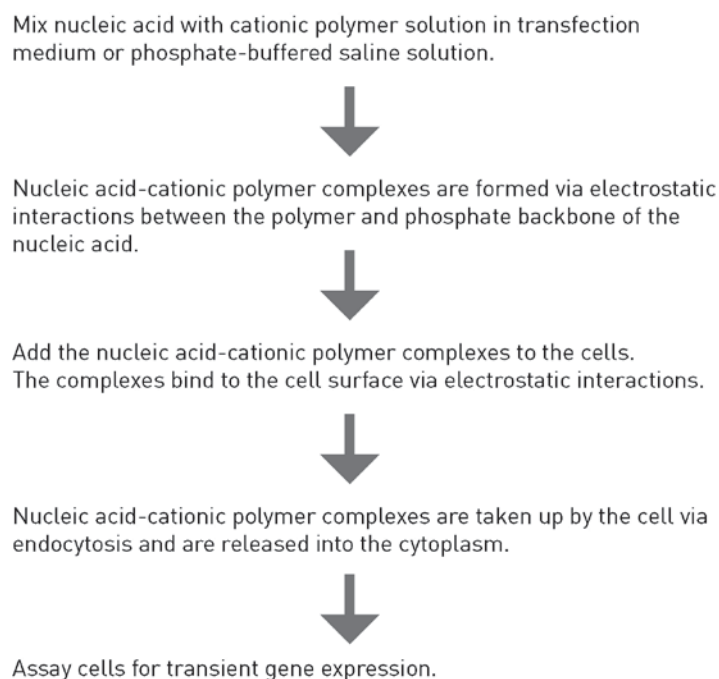 Mix nucleic acid with cationic polymer solution in transfection
medium or phosphate-buffered saline solution.
Nucleic acid-cationic polymer complexes are formed via electrostatic
interactions between the polymer and phosphate backbone of the
nucleic acid.
Add the nucleic acid-cationic polymer complexes to the cells.
The complexes bind to the cell surface via electrostatic interactions.
Nucleic acid-cationic polymer complexes are taken up by the cell via
endocytosis and are released into the cytoplasm.
Assay cells for transient gene expression.